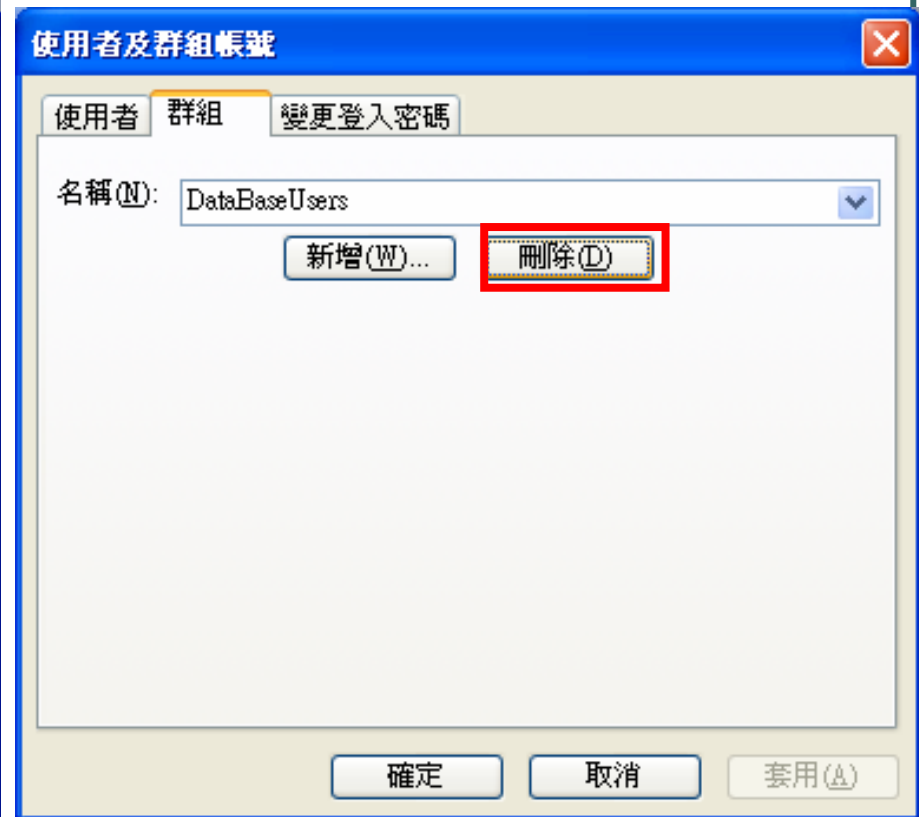 使用者及群組帳號
使用者 群組 變更登入密碼
名稱(N): DataBaseUsers
新增(W)... 刪除(D)
確定 取消 套用(A)